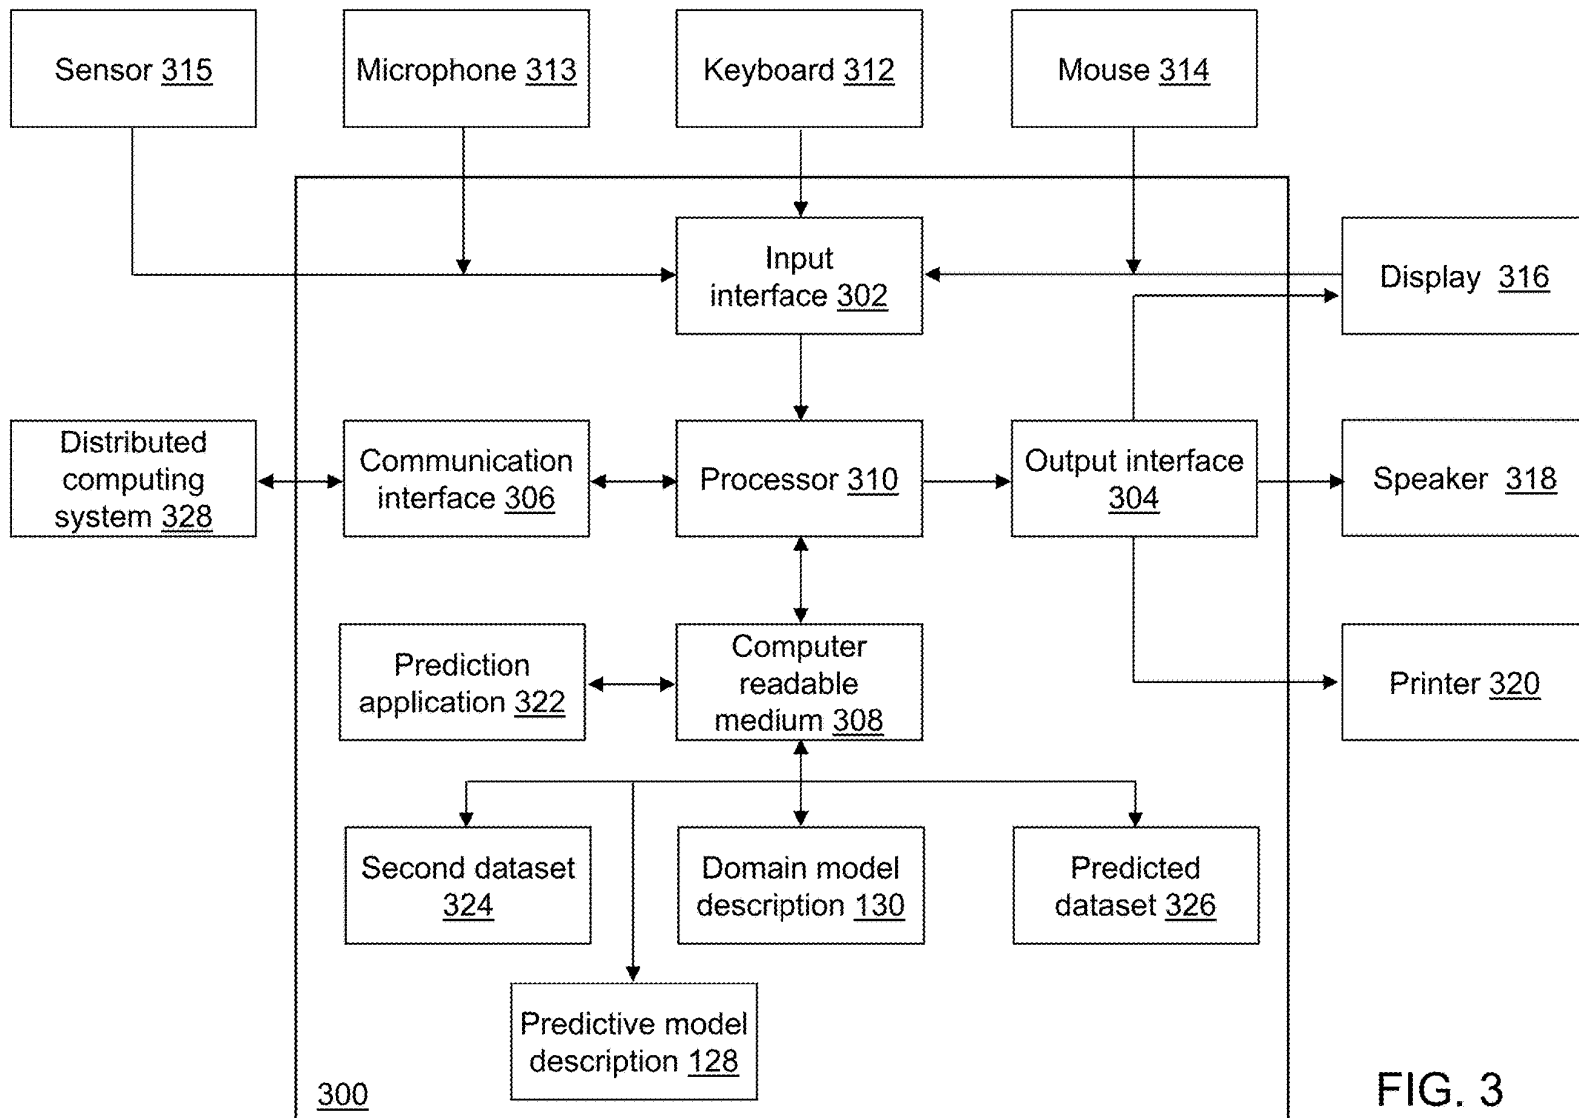 Sensor 315
Microphone 313
Keyboard 312
Mouse 314
Input
interface 302
Display 316
Distributed
computing
system 328
Communication
interface 306
Processor 310
Output interface
304
Speaker 318
Prediction
application 322
Computer
readable
medium 308
Printer 320
Second dataset
324
Domain model
description 130
Predicted
dataset 326
Predictive model
description 128
300
FIG. 3